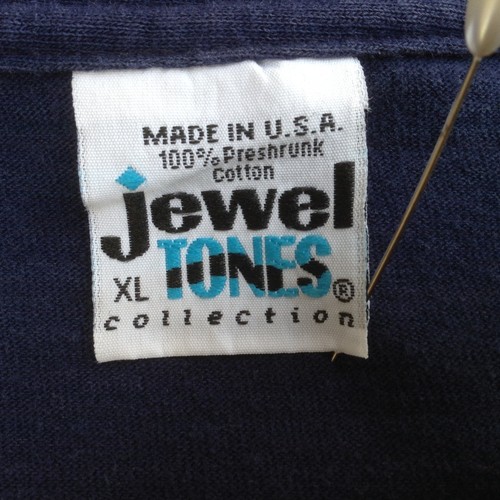 MADE IN U.S.A.
100% Preshrunk
Cotton
jewel
XL TONES ®
collection